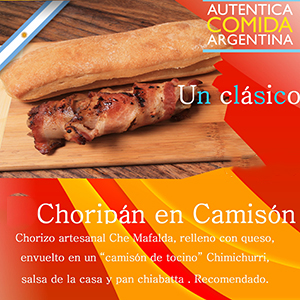 AUTENTICA
COMIDA
ARGENTINA
Un clásico
Choripán en Camisón
Chorizo artesanal Che Mafalda, relleno con queso,
envuelto en un “camisón de tocino” Chimichurri,
salsa de la casa y pan chiabatta . Recomendado.